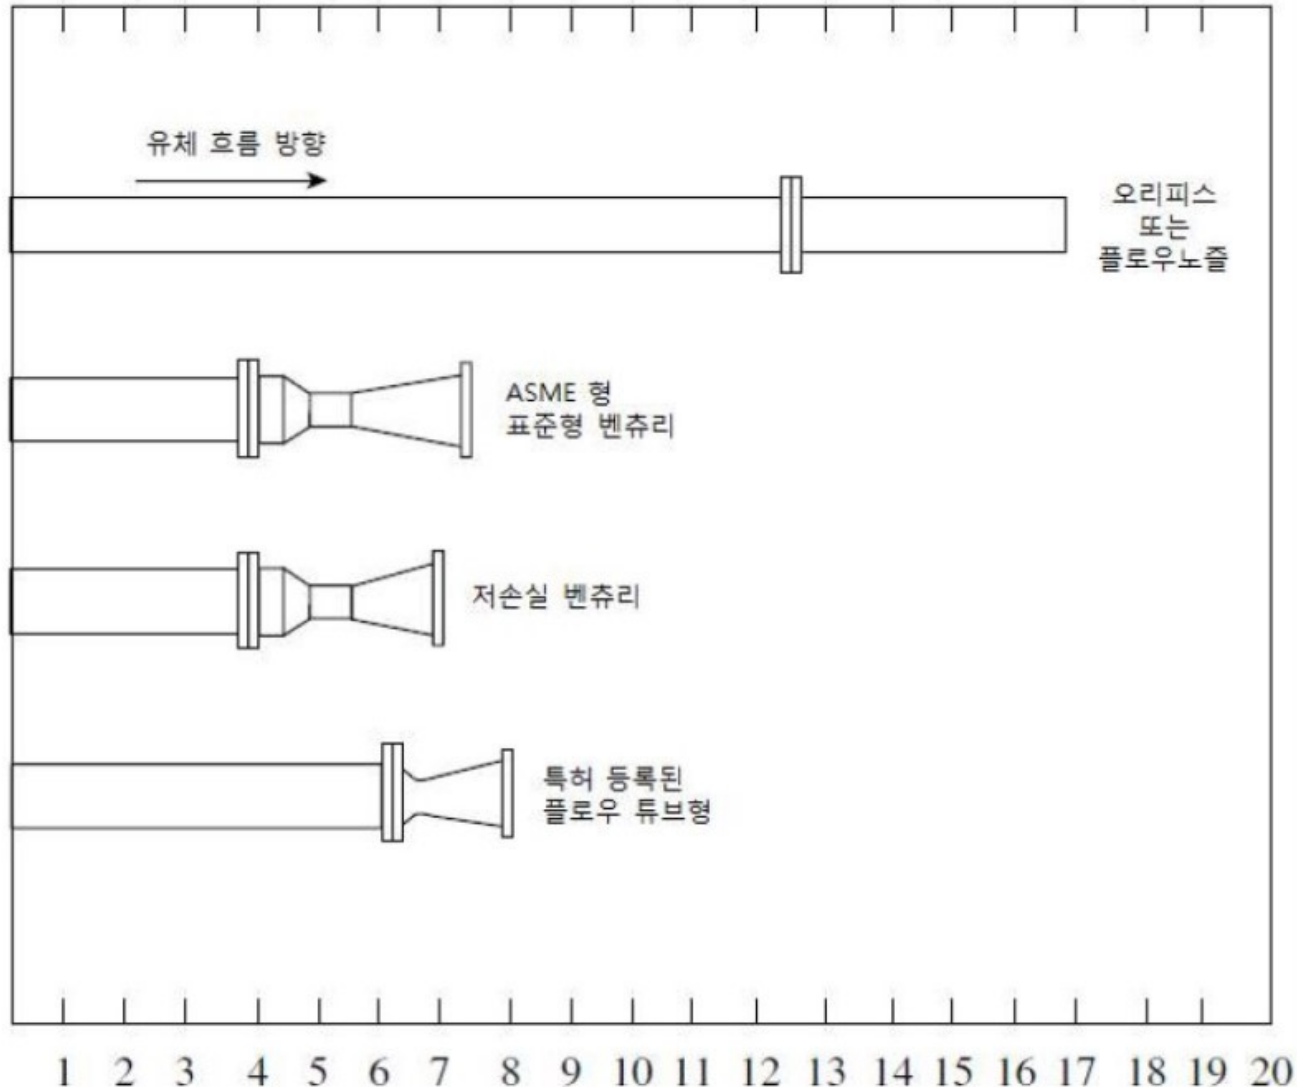 유체 흐름 방향
오리피스
또는
플로우노즐
ASME 형
표준형 벤츄리
저손실 벤츄리
특허 등록된
플로우 튜브형
1 2 3 4 5 6 7 8 9 10 11 12 13 14 15 16 17 18 19 20